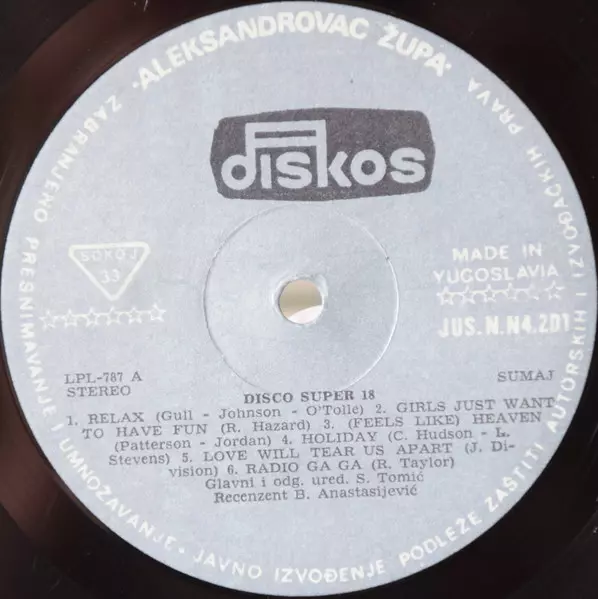 ·ALEKSANDROVAC ŽUPA·
ZABRANJENO PRESNIMAVANJE I UMNOŽAVANJE · JAVNO IZVOĐENJE PODLEŽE ZAŠTITI AUTORSKIH I IZVOĐAČKIH PRAVA
diskos
SOKOJ
33
MADE IN
YUGOSLAVIA
JUS.N.N4.201
LPL-787 A
STEREO
SUMAJ
DISCO SUPER 18
1. RELAX (Gull - Johnson - O'Tolle) 2. GIRLS JUST WANT
TO HAVE FUN (R. Hazard) 3. (FEELS LIKE) HEAVEN
(Patterson - Jordan) 4. HOLIDAY (C. Hudson - L.
Stevens) 5. LOVE WILL TEAR US APART (J. Di-
vision) 6. RADIO GA GA (R. Taylor)
Glavni i odg. ured. S. Tomić
Recenzent B. Anastasijević